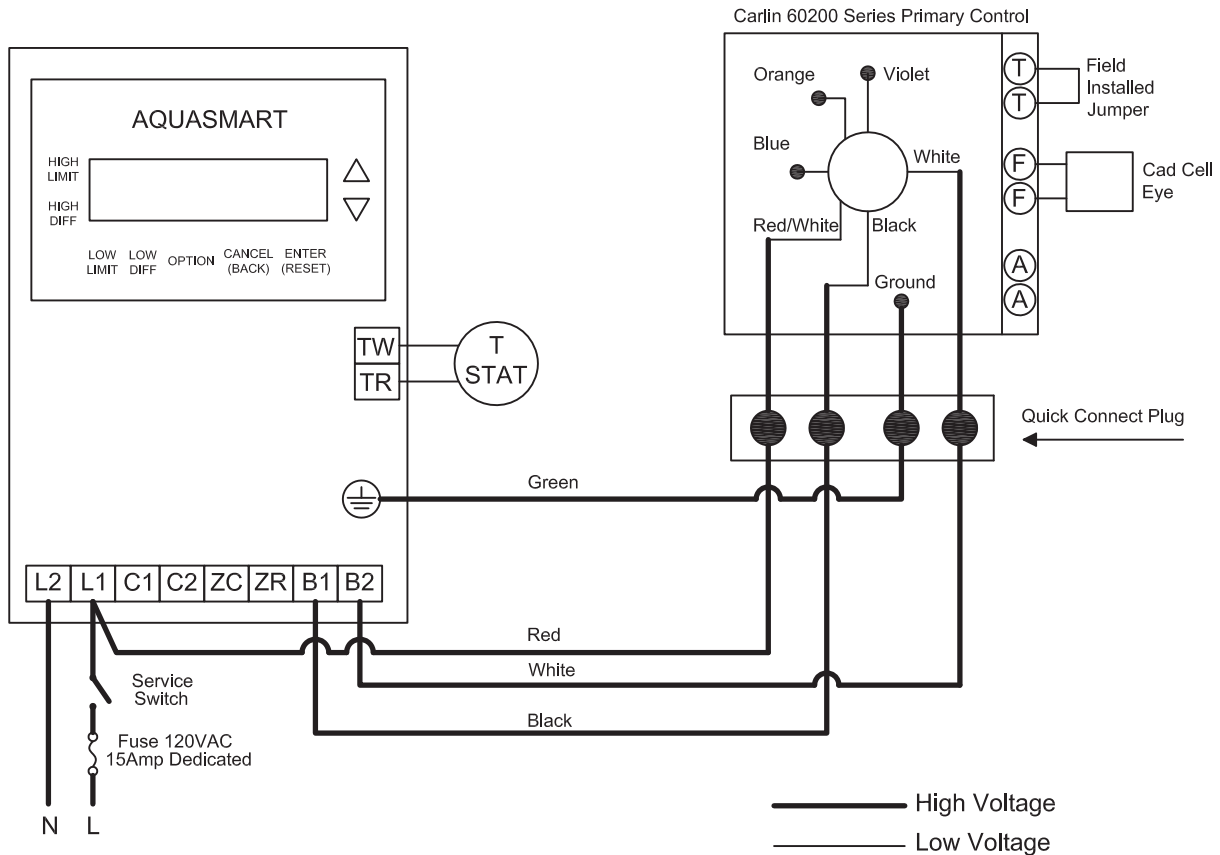 Carlin 60200 Series Primary Control
AQUASMART
HIGH
LIMIT
HIGH
DIFF
LOW
LIMIT
LOW
DIFF
OPTION
CANCEL
(BACK)
ENTER
(RESET)
TW
TR
T
STAT
Orange
Violet
Blue
White
Red/White
Black
Ground
T
T
Field
Installed
Jumper
F
F
Cad Cell
Eye
A
A
Quick Connect Plug
Green
L2
L1
C1
C2
ZC
ZR
B1
B2
Red
White
Black
Service
Switch
Fuse 120VAC
15Amp Dedicated
N
L
High Voltage
Low Voltage